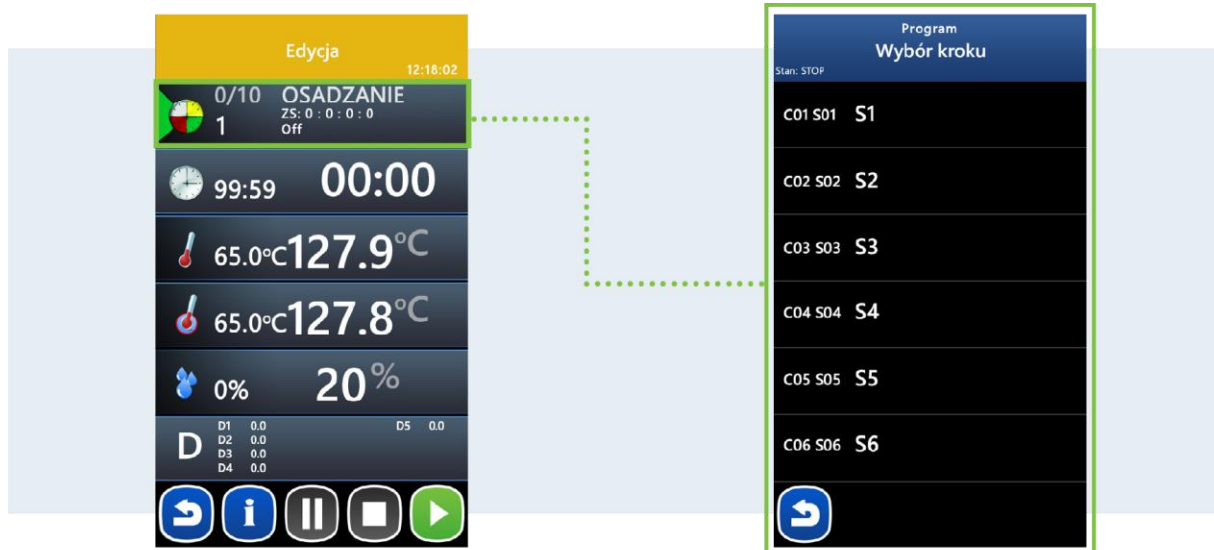 Edycja
12:18:02
0/10 OSADZANIE
1 ZS: 0 : 0 : 0 : 0
Off
99:59 00:00
65.0°C 127.9°C
65.0°C 127.8°C
0% 20%
D
D1 0.0 D5 0.0
D2 0.0
D3 0.0
D4 0.0
i
Program
Wybór kroku
Stan: STOP
C01 S01 S1
C02 S02 S2
C03 S03 S3
C04 S04 S4
C05 S05 S5
C06 S06 S6